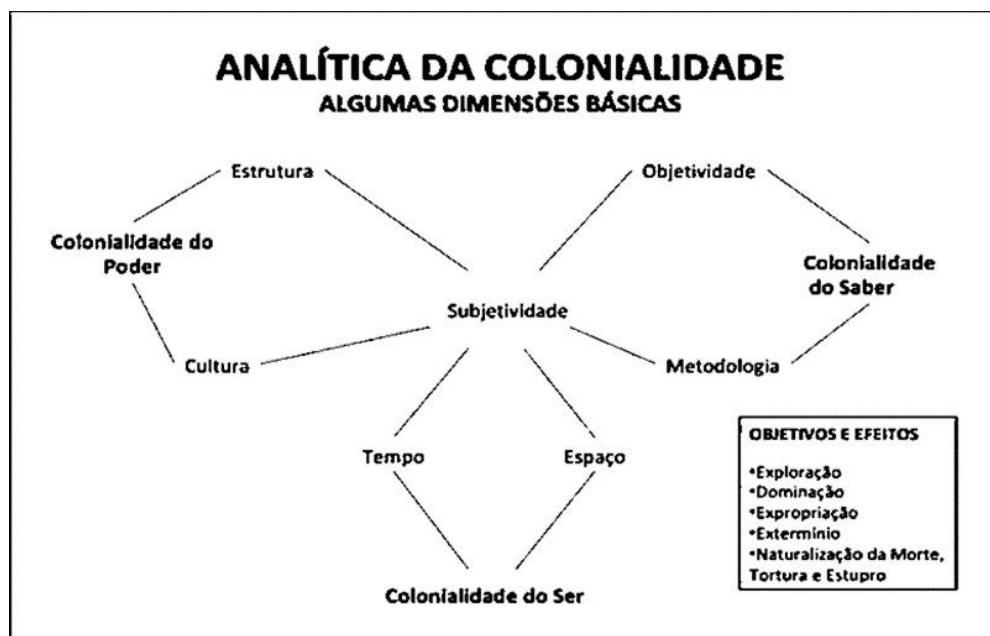 ANALÍTICA DA COLONIALIDADE
ALGUMAS DIMENSÕES BÁSICAS
Estrutura
Objetividade
Colonialidade do
Poder
Colonialidade
do Saber
Subjetividade
Cultura
Metodologia
Tempo
Espaço
Colonialidade do Ser
OBJETIVOS E EFEITOS
•Exploração
•Dominação
•Expropriação
•Extermínio
•Naturalização da Morte,
Tortura e Estupro